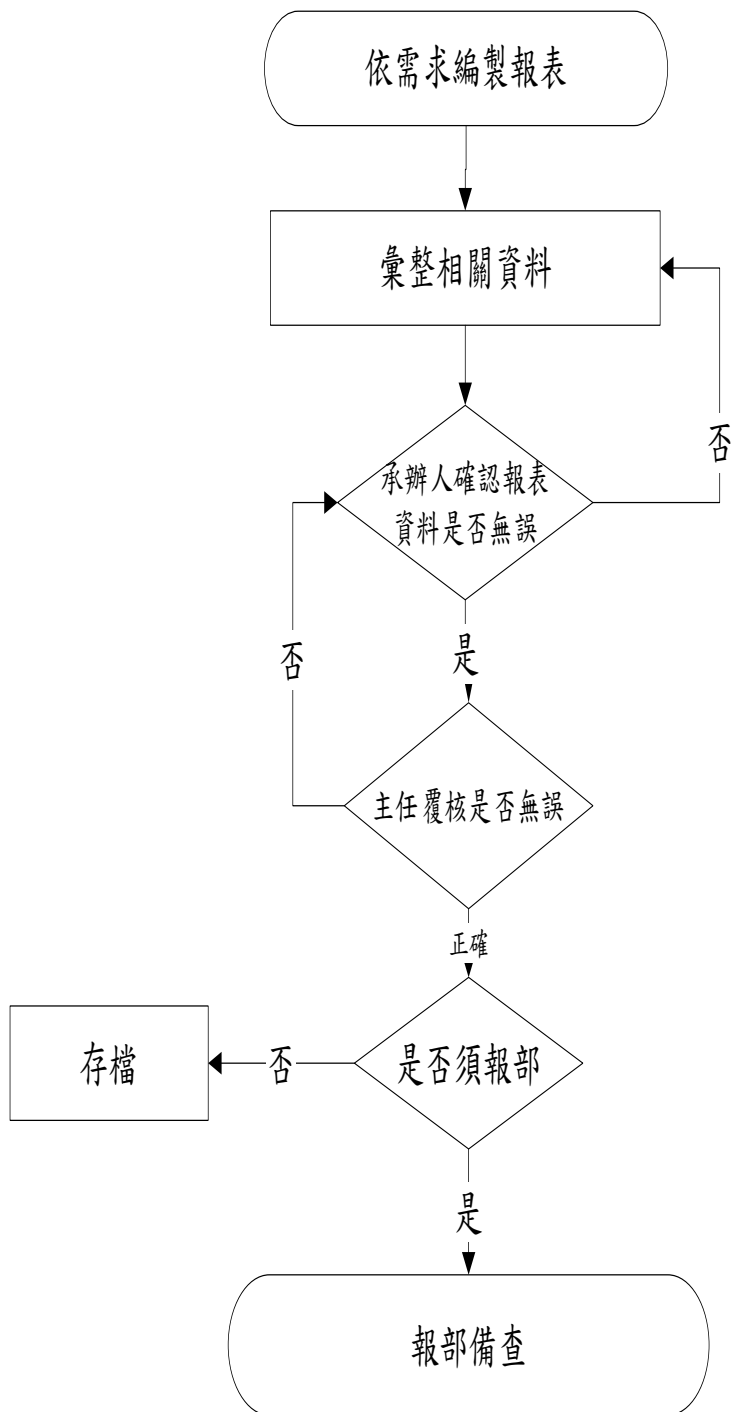 依需求編製報表
彙整相關資料
否
承辦人確認報表
資料是否無誤
否
是
主任覆核是否無誤
正確
存檔
否
是否須報部
是
報部備查